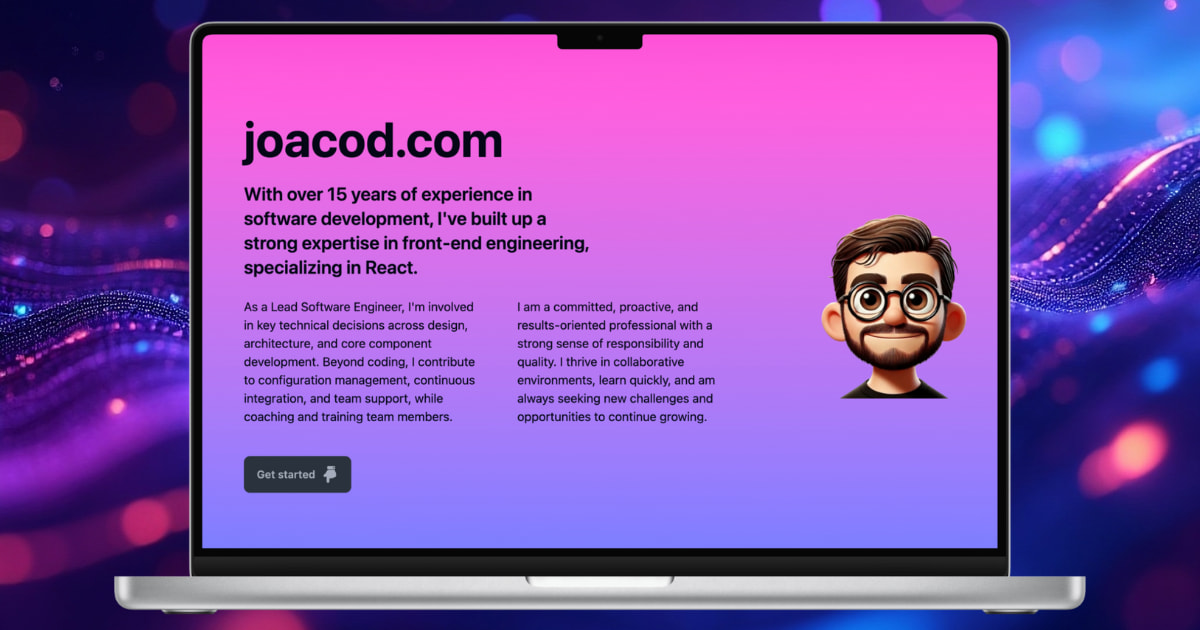 joacod.com
With over 15 years of experience in
software development, I've built up a
strong expertise in front-end engineering,
specializing in React.
As a Lead Software Engineer, I'm involved
in key technical decisions across design,
architecture, and core component
development. Beyond coding, I contribute
to configuration management, continuous
integration, and team support, while
coaching and training team members.
I am a committed, proactive, and
results-oriented professional with a
strong sense of responsibility and
quality. I thrive in collaborative
environments, learn quickly, and am
always seeking new challenges and
opportunities to continue growing.
Get started